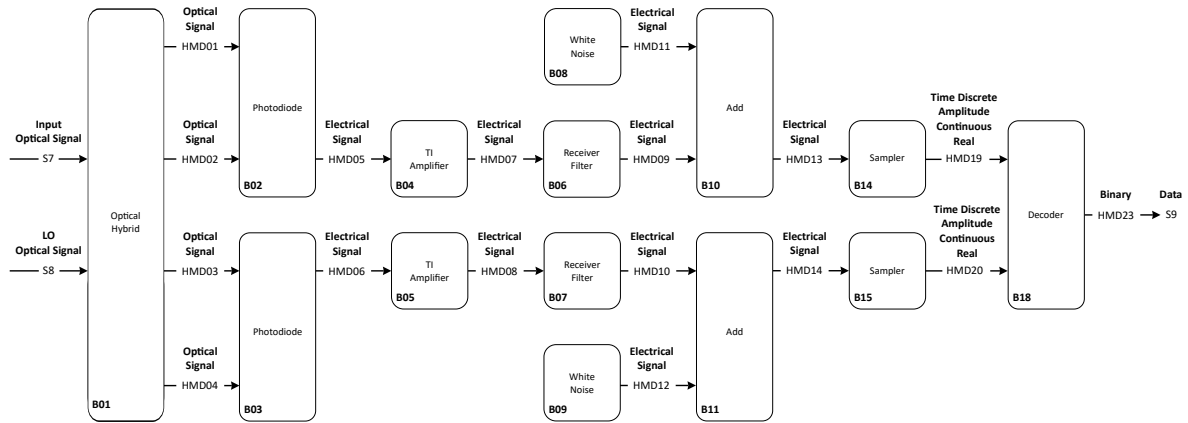 Input
Optical Signal
S7
LO
Optical Signal
S8
Optical
Hybrid
B01
Optical
Signal
HMD01
Optical
Signal
HMD02
Optical
Signal
HMD03
Optical
Signal
HMD04
Photodiode
B02
Photodiode
B03
Electrical
Signal
HMD05
Electrical
Signal
HMD06
TI
Amplifier
B04
TI
Amplifier
B05
Electrical
Signal
HMD07
Electrical
Signal
HMD08
White
Noise
B08
Receiver
Filter
B06
Receiver
Filter
B07
White
Noise
B09
Electrical
Signal
HMD11
Electrical
Signal
HMD09
Electrical
Signal
HMD10
Electrical
Signal
HMD12
Add
B10
Add
B11
Electrical
Signal
HMD13
Electrical
Signal
HMD14
Sampler
B14
Sampler
B15
Time Discrete
Amplitude
Continuous
Real
HMD19
Time Discrete
Amplitude
Continuous
Real
HMD20
Decoder
B18
Binary
HMD23
Data
S9